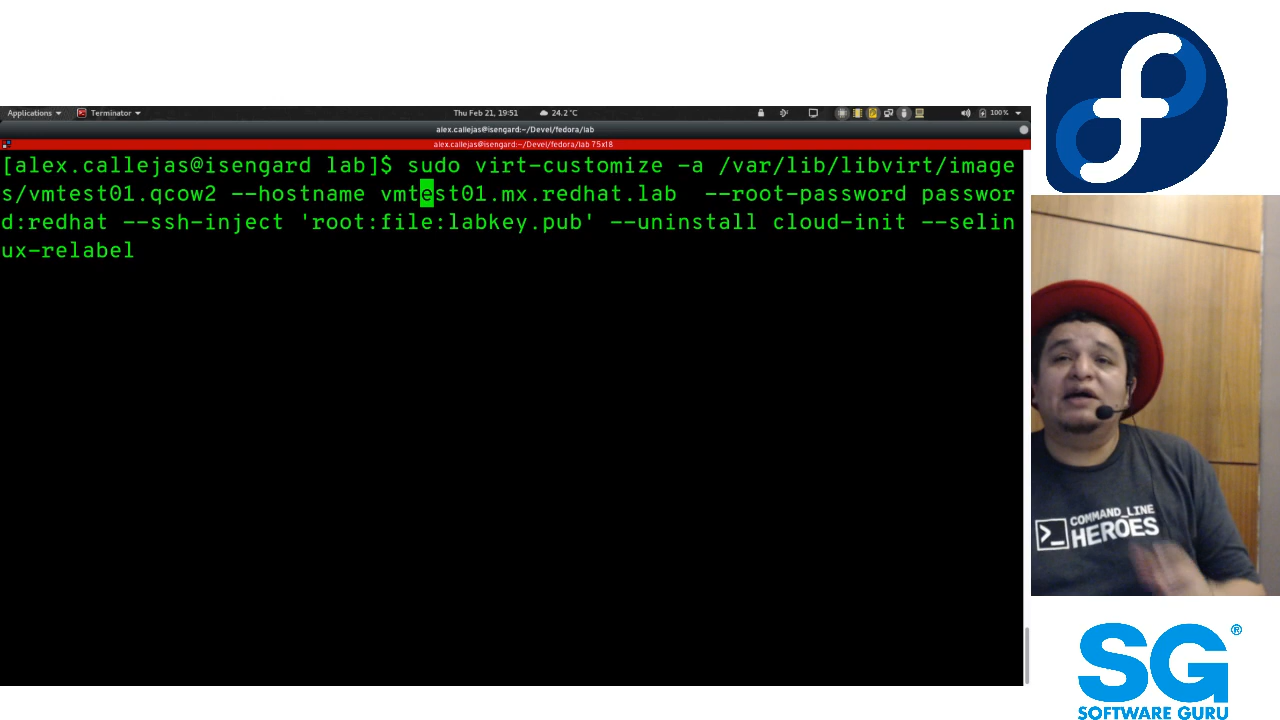 Applications
Terminator
Thu Feb 21, 19:51
24.2°C
100%
alex.callejas@isengard:~/Devel/fedora/lab
alex.callejas@isengard:~/Devel/fedora/lab 75x18
[alex.callejas@isengard lab]$ sudo virt-customize -a /var/lib/libvirt/image
s/vmtest01.qcow2 --hostname vmtest01.mx.redhat.lab  --root-password passwor
d:redhat --ssh-inject 'root:file:labkey.pub' --uninstall cloud-init --selin
ux-relabel
>_ COMMAND_LINE
HEROES
SG®
SOFTWARE GURU